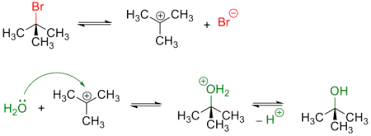 Br
H₃C CH₃ CH₃ ⇌ H₃C ⊕ CH₃ CH₃ + Br⊖
H₂O + H₃C ⊕ CH₃ CH₃ ⇌ ⊕ OH₂ H₃C CH₃ CH₃ ⇌ – H⊕ OH H₃C CH₃ CH₃